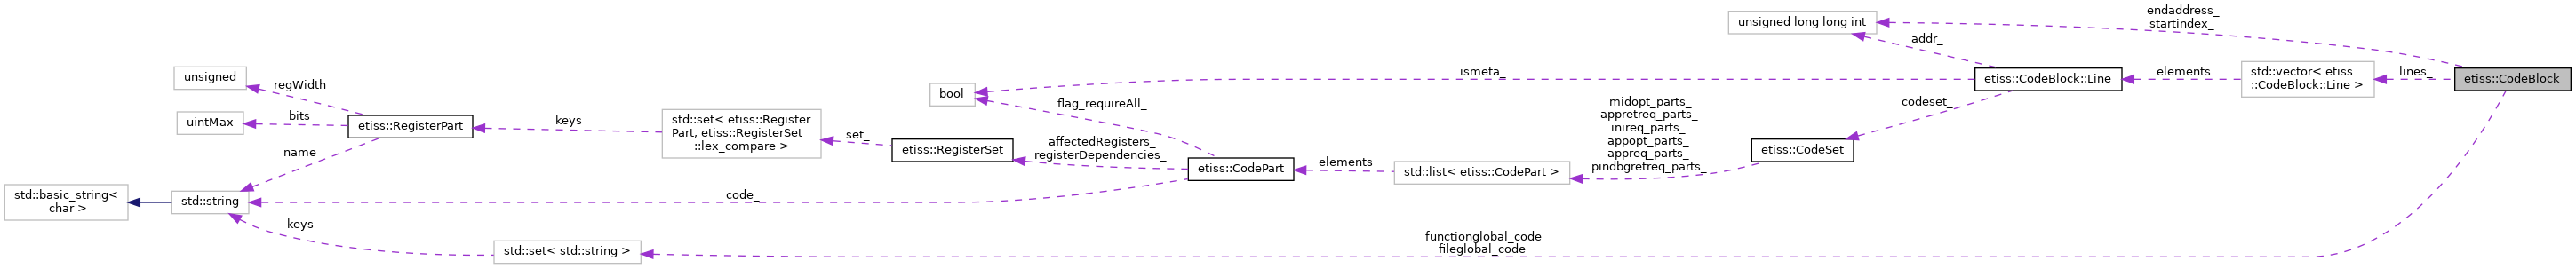 endaddress_
startindex_
unsigned long long int
addr_
unsigned
regWidth
ismeta_
etiss::CodeBlock::Line
elements
std::vector< etiss
::CodeBlock::Line >
lines_
etiss::CodeBlock
bool
flag_requireAll_
midopt_parts_
appretreq_parts_
inireq_parts_
appopt_parts_
appreq_parts_
pindbgretreq_parts_
codeset_
uintMax
bits
etiss::RegisterPart
keys
std::set< etiss::Register
Part, etiss::RegisterSet
::lex_compare >
set_
etiss::RegisterSet
affectedRegisters_
registerDependencies_
etiss::CodeSet
name
etiss::CodePart
elements
std::list< etiss::CodePart >
std::basic_string<
char >
std::string
code_
keys
std::set< std::string >
functionglobal_code
fileglobal_code